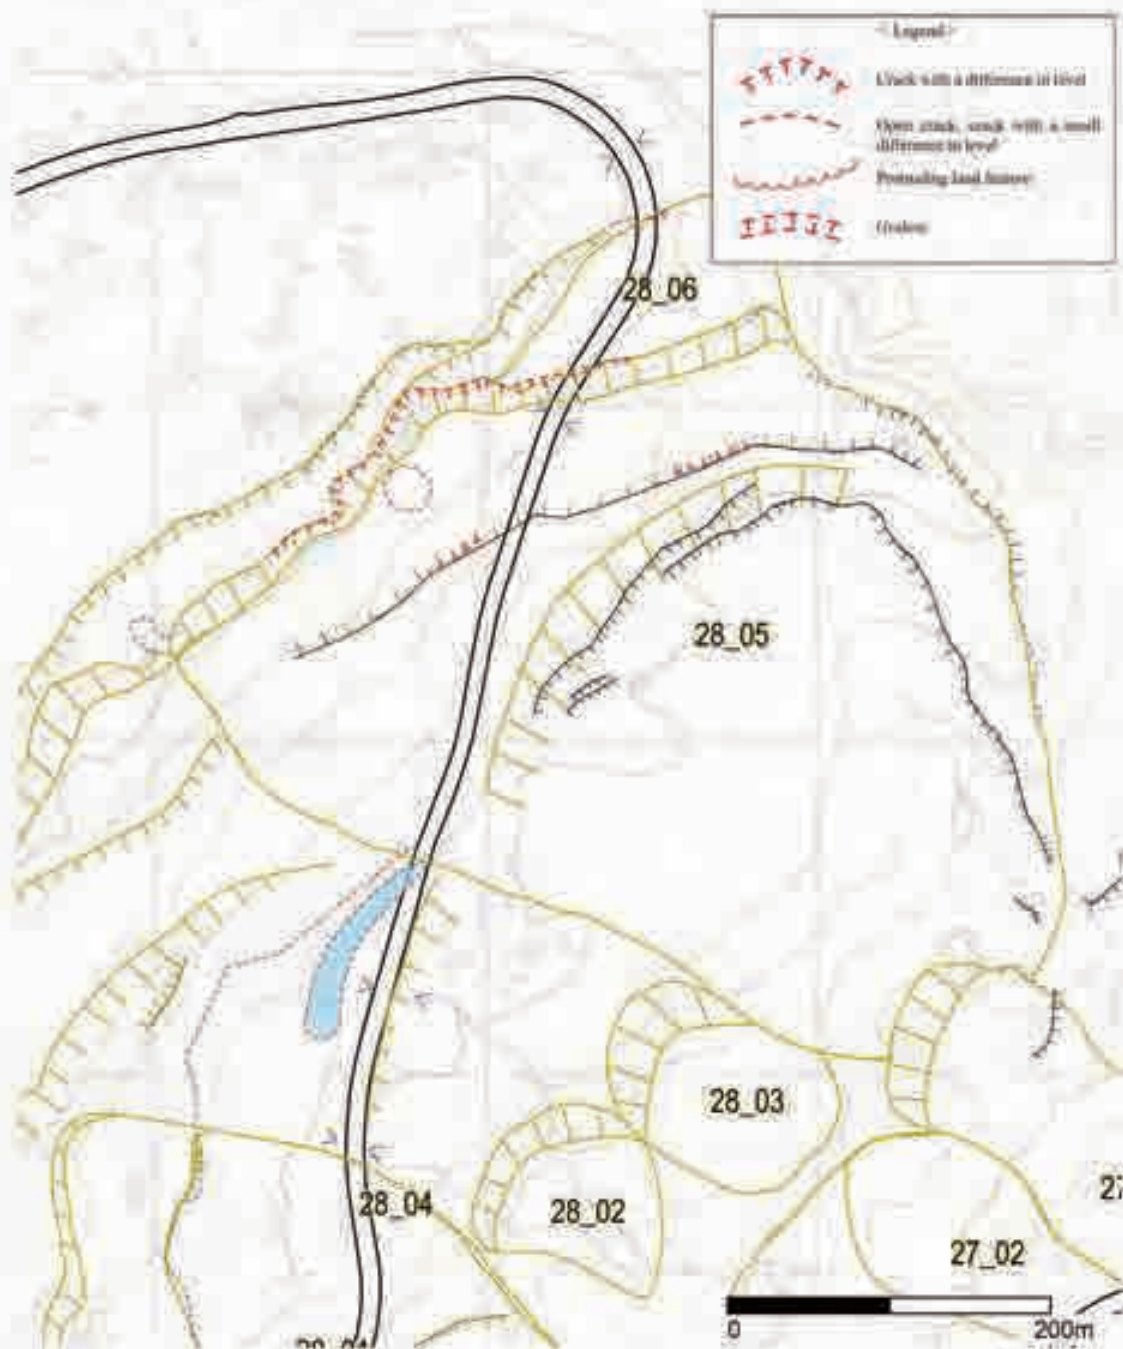 < Legend >
Crack with a difference in level
Open crack, crack with a small
difference in level
Protruding land feature
28_06
28_05
28_03
28_04
28_02
27_02
0
200m